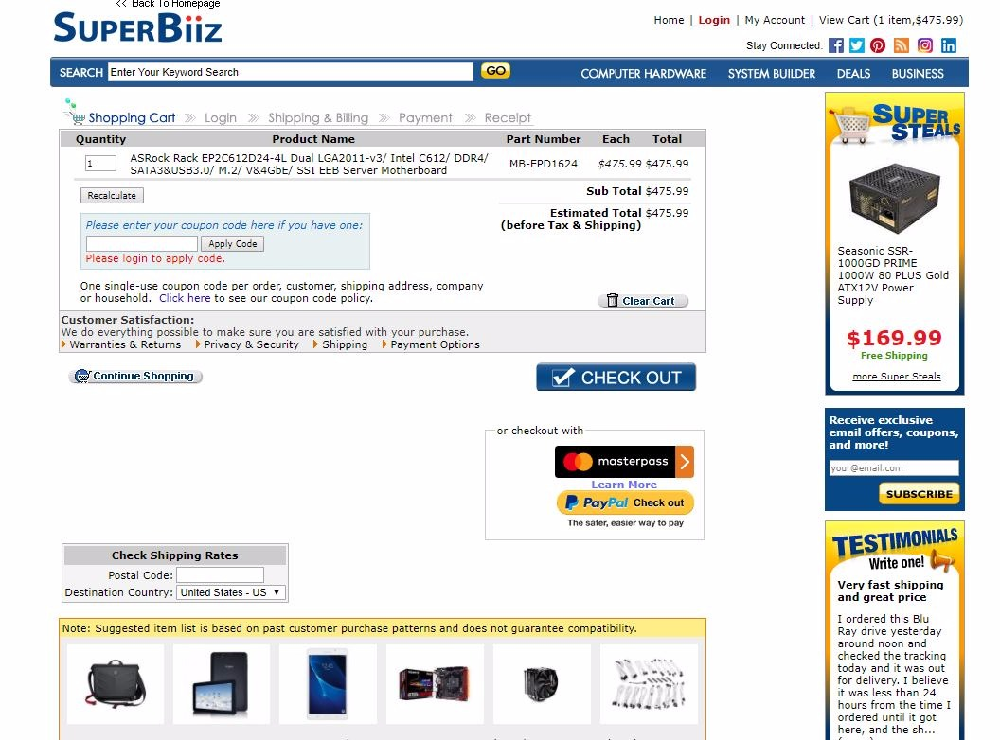 << Back To Homepage
SUPERBiiZ
Home | Login | My Account | View Cart (1 item,$475.99)
Stay Connected:
SEARCH Enter Your Keyword Search GO COMPUTER HARDWARE SYSTEM BUILDER DEALS BUSINESS
Shopping Cart Login Shipping & Billing Payment Receipt
Quantity Product Name Part Number Each Total
1 ASRock Rack EP2C612D24-4L Dual LGA2011-v3/ Intel C612/ DDR4/ MB-EPD1624 $475.99 $475.99
SATA3&USB3.0/ M.2/ V&4GbE/ SSI EEB Server Motherboard
Recalculate
Sub Total $475.99
Estimated Total $475.99
(before Tax & Shipping)
Please enter your coupon code here if you have one:
Apply Code
Please login to apply code.
One single-use coupon code per order, customer, shipping address, company
or household. Click here to see our coupon code policy.
Clear Cart
Customer Satisfaction:
We do everything possible to make sure you are satisfied with your purchase.
Warranties & Returns Privacy & Security Shipping Payment Options
Continue Shopping
CHECK OUT
or checkout with
masterpass
Learn More
PayPal Check out
The safer, easier way to pay
Check Shipping Rates
Postal Code:
Destination Country: United States - US
Note: Suggested item list is based on past customer purchase patterns and does not guarantee compatibility.
SUPER
STEALS
Seasonic SSR-
1000GD PRIME
1000W 80 PLUS Gold
ATX12V Power
Supply
$169.99
Free Shipping
more Super Steals
Receive exclusive
email offers, coupons,
and more!
your@email.com
SUBSCRIBE
TESTIMONIALS
Write one!
Very fast shipping
and great price
I ordered this Blu
Ray drive yesterday
around noon and
checked the tracking
today and it was out
for delivery. I believe
it was less than 24
hours from the time I
ordered until it got
here, and the sh...